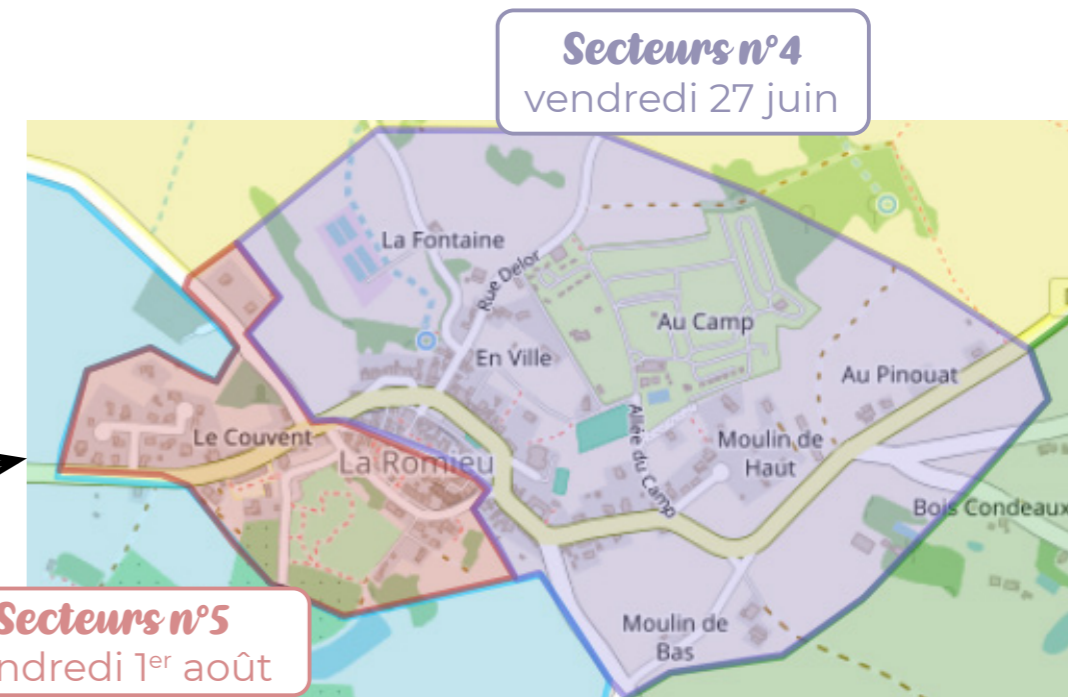 Secteurs n°4
vendredi 27 juin
La Fontaine
Rue Delor
Au Camp
En Ville
Au Pinouat
Allée du Camp
Le Couvent
Moulin de
Haut
La Romieu
Bois Condeaux
Moulin de
Bas
Secteurs n°5
ndredi 1er août